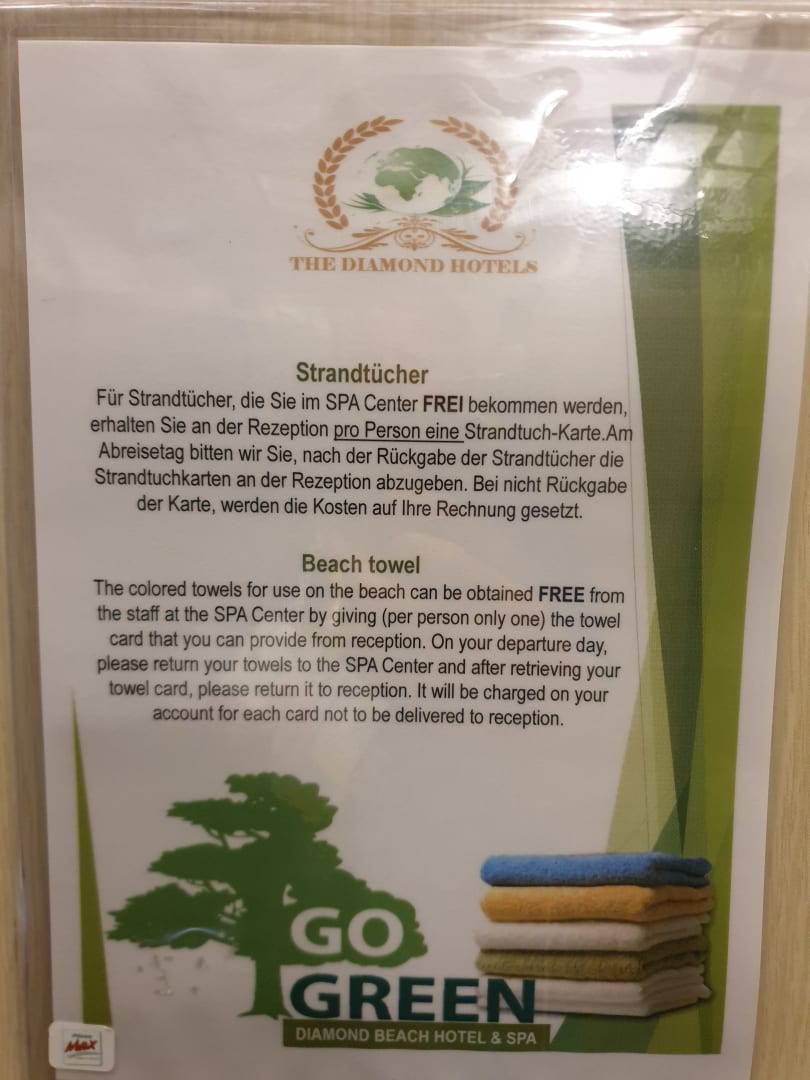 THE DIAMOND HOTELS
Strandtücher
Für Strandtücher, die Sie im SPA Center FREI bekommen werden,
erhalten Sie an der Rezeption pro Person eine Strandtuch-Karte.Am
Abreisetag bitten wir Sie, nach der Rückgabe der Strandtücher die
Strandtuchkarten an der Rezeption abzugeben. Bei nicht Rückgabe
der Karte, werden die Kosten auf Ihre Rechnung gesetzt.
Beach towel
The colored towels for use on the beach can be obtained FREE from
the staff at the SPA Center by giving (per person only one) the towel
card that you can provide from reception. On your departure day,
please return your towels to the SPA Center and after retrieving your
towel card, please return it to reception. It will be charged on your
account for each card not to be delivered to reception.
GO
GREEN
DIAMOND BEACH HOTEL & SPA
Max